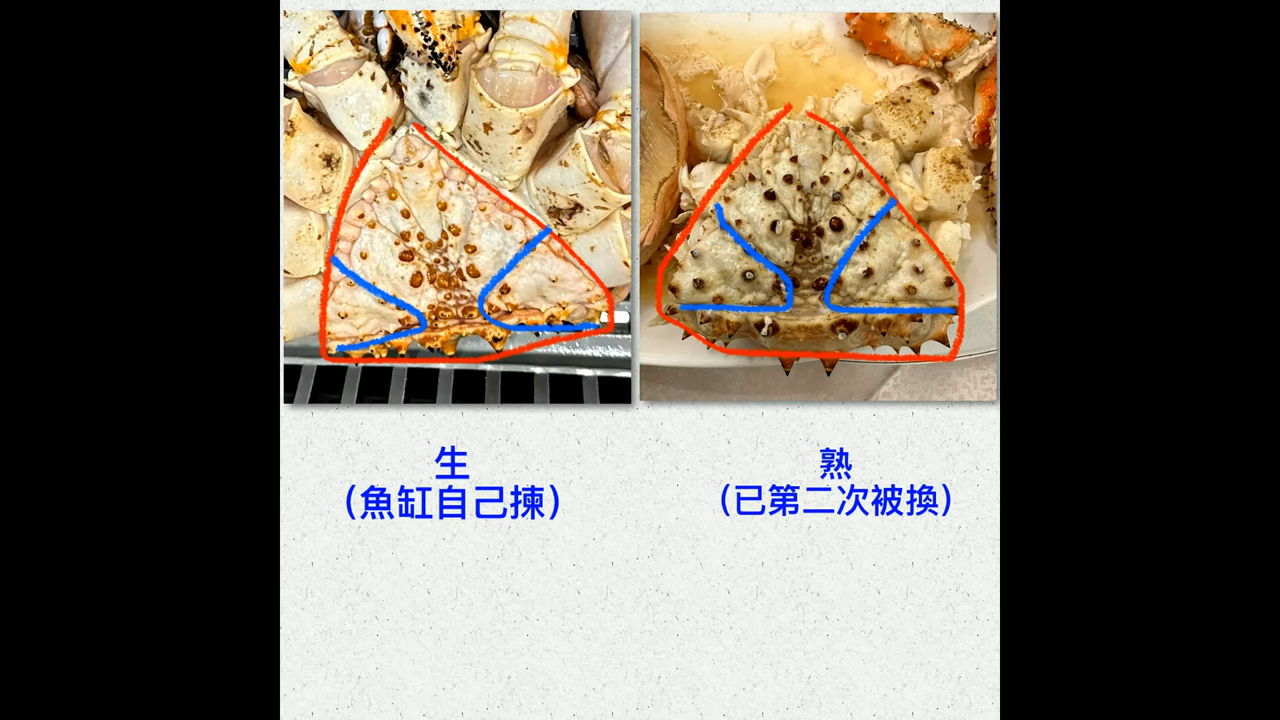 生
（魚缸自己揀）
熟
（已第二次被換）